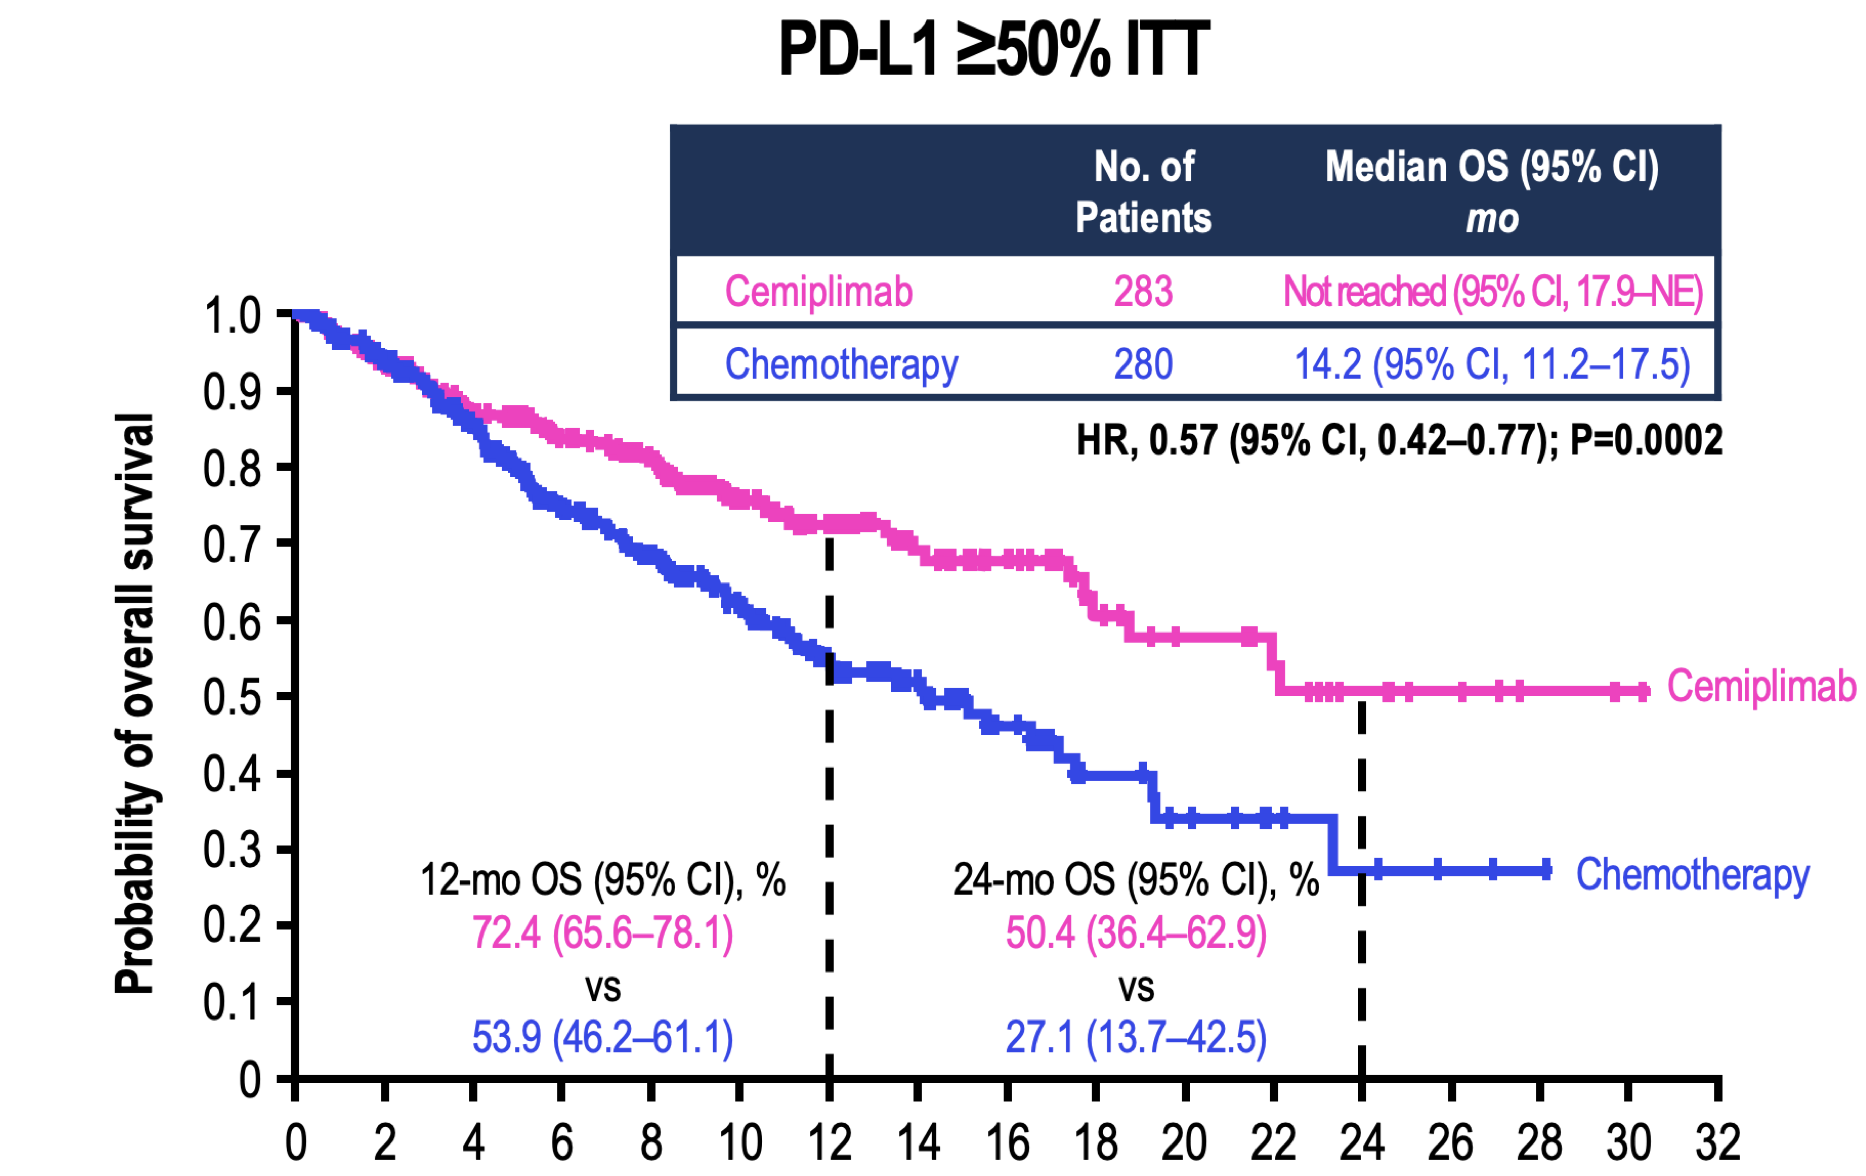 PD-L1 ≥50% ITT
No. of Patients
Median OS (95% CI)
mo
Cemiplimab 283 Not reached (95% CI, 17.9–NE)
Chemotherapy 280 14.2 (95% CI, 11.2–17.5)
HR, 0.57 (95% CI, 0.42–0.77); P=0.0002
Probability of overall survival
1.0
0.9
0.8
0.7
0.6
0.5
0.4
0.3
0.2
0.1
0
Cemiplimab
Chemotherapy
12-mo OS (95% CI), %
72.4 (65.6–78.1)
vs
53.9 (46.2–61.1)
24-mo OS (95% CI), %
50.4 (36.4–62.9)
vs
27.1 (13.7–42.5)
0 2 4 6 8 10 12 14 16 18 20 22 24 26 28 30 32